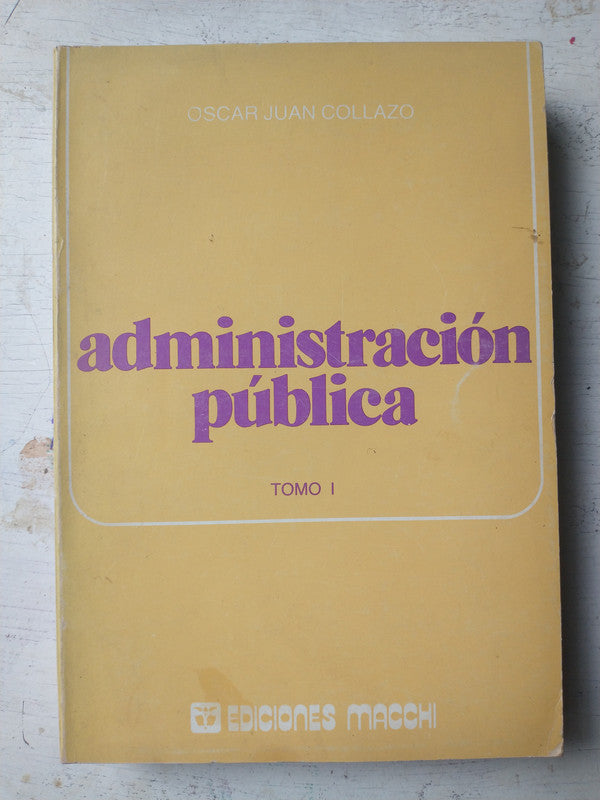 OSCAR JUAN COLLAZO
administración
pública
TOMO I
EDICIONES MACCHI